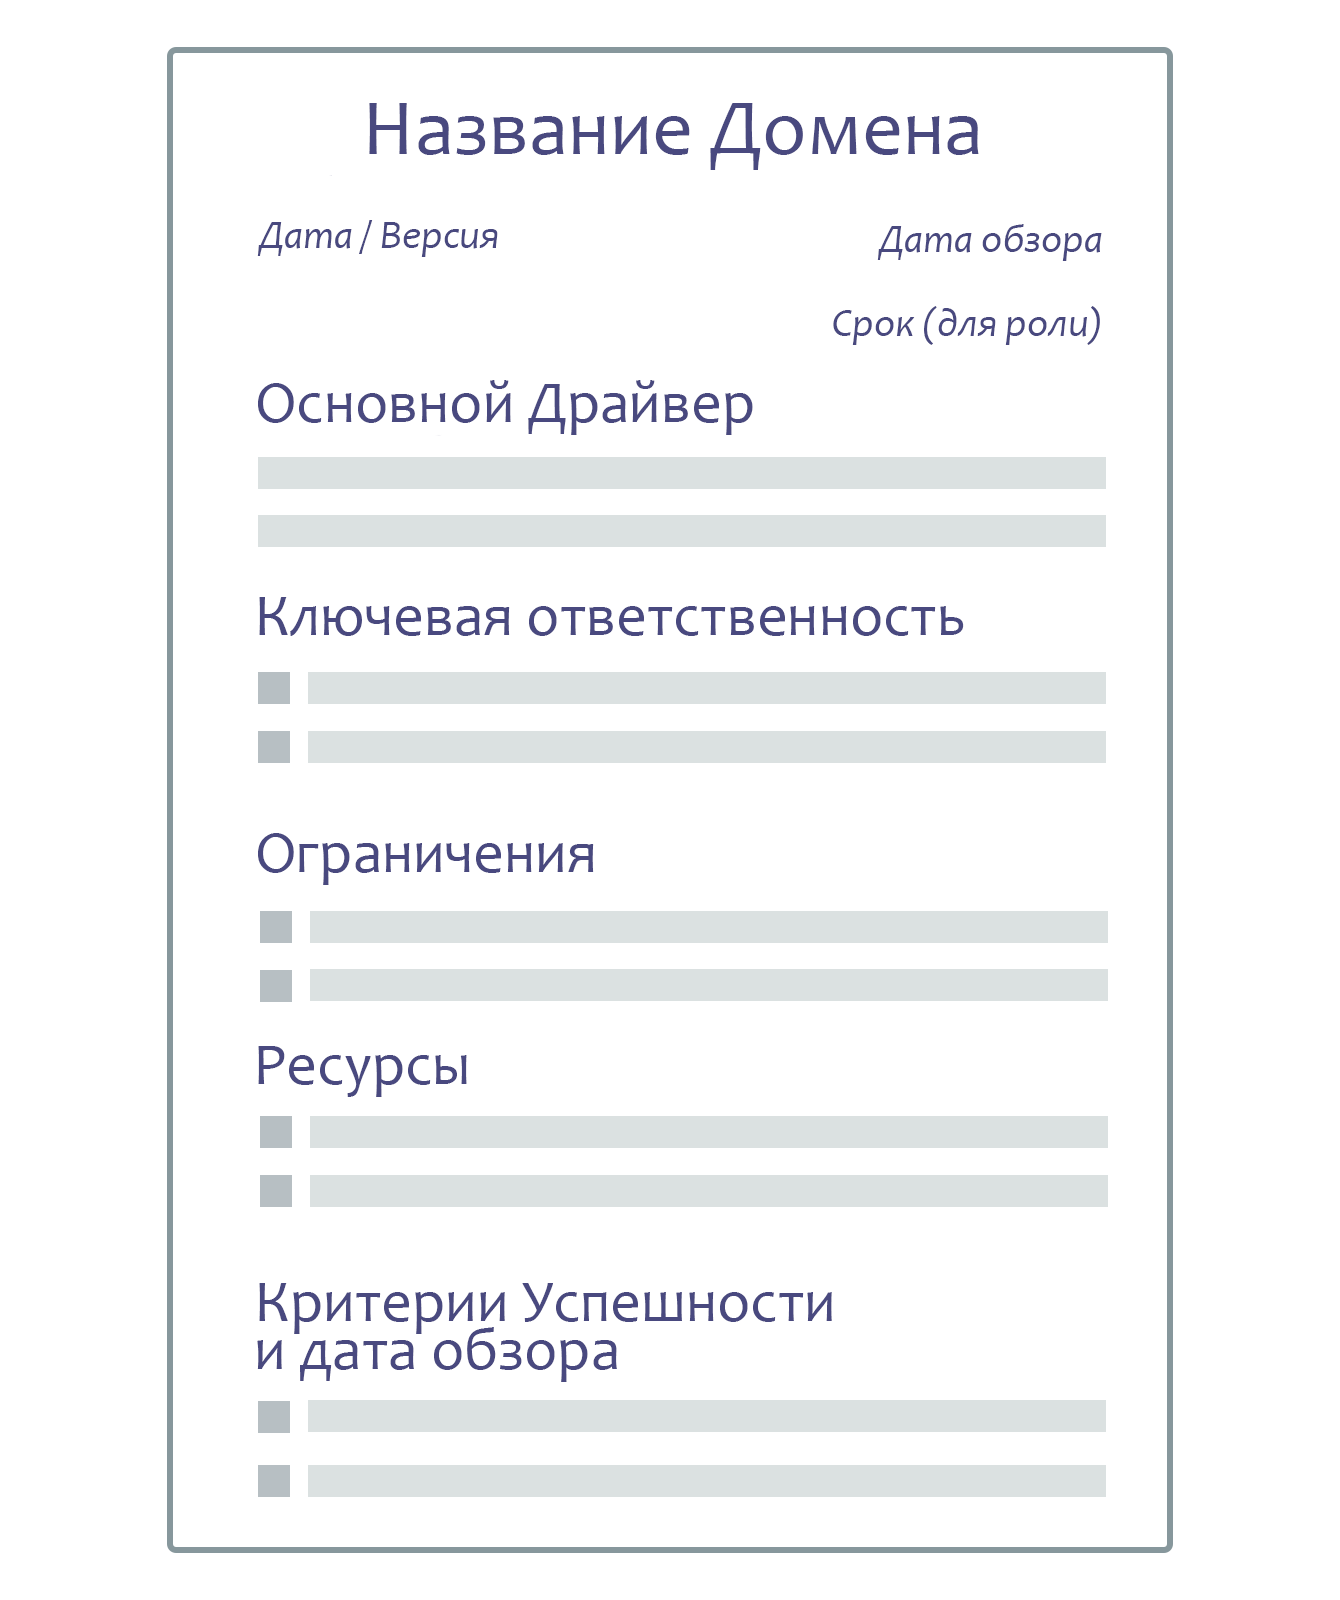 Название Домена
Дата / Версия
Дата обзора
Срок (для роли)
Основной Драйвер
Ключевая ответственность
Ограничения
Ресурсы
Критерии Успешности
и дата обзора